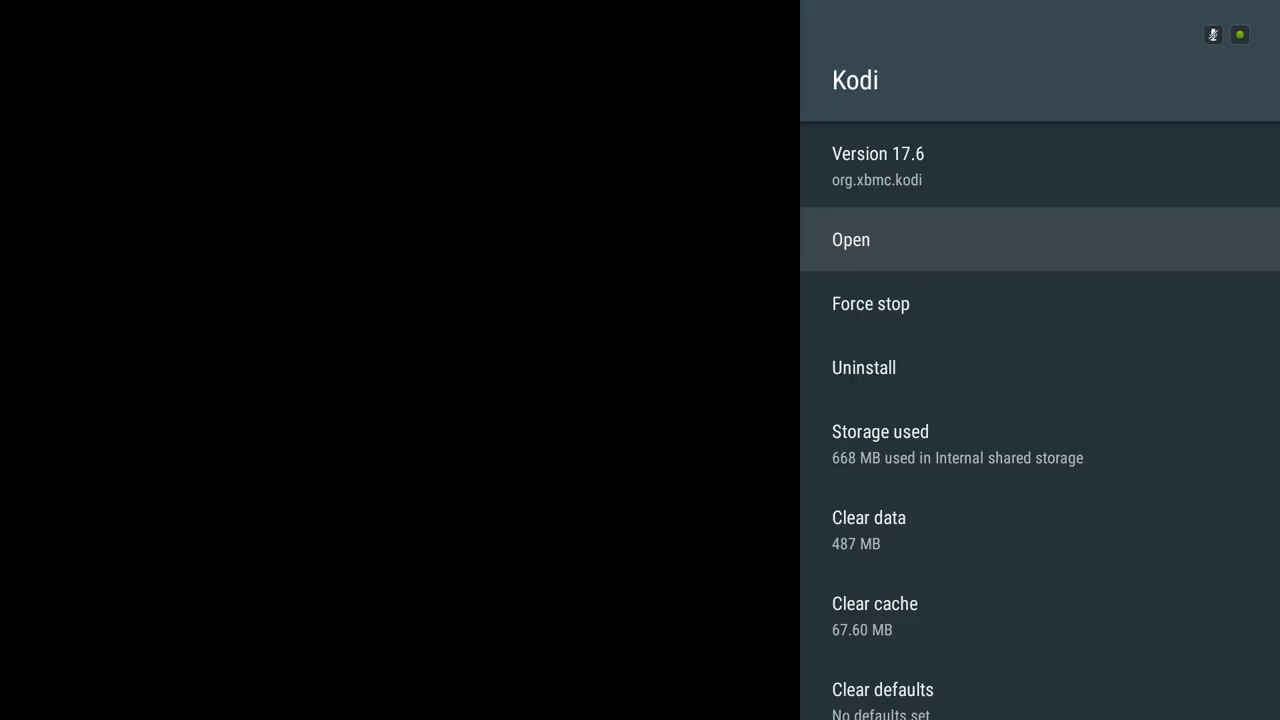 Kodi
Version 17.6
org.xbmc.kodi
Open
Force stop
Uninstall
Storage used
668 MB used in Internal shared storage
Clear data
487 MB
Clear cache
67.60 MB
Clear defaults
No defaults set